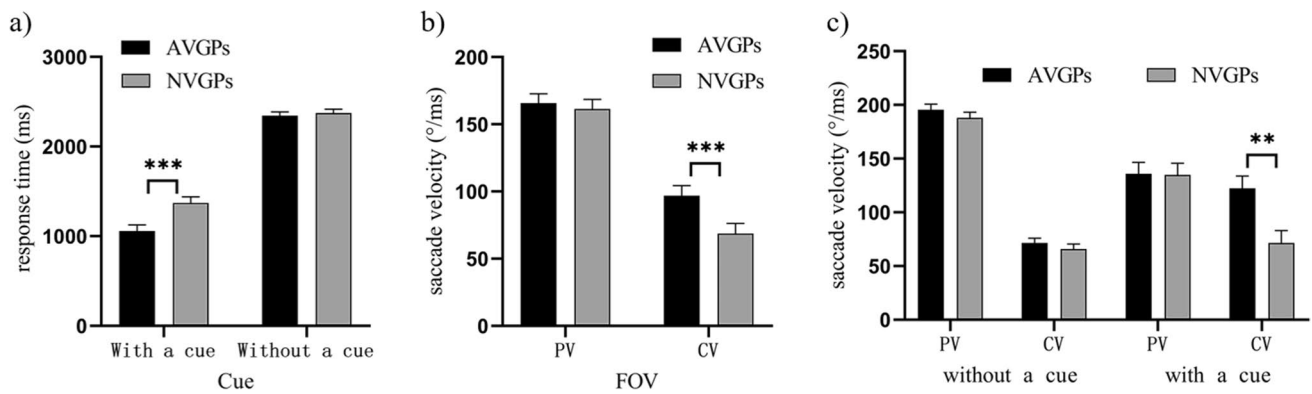 a)
AVGPs
NVGPs
3000
2000
1000
0
response time (ms)
***
With a cue
Without a cue
Cue
b)
AVGPs
NVGPs
200
150
100
50
0
saccade velocity (°/ms)
***
PV
CV
FOV
c)
AVGPs
NVGPs
250
200
150
100
50
0
saccade velocity (°/ms)
**
PV
CV
PV
CV
without a cue
with a cue